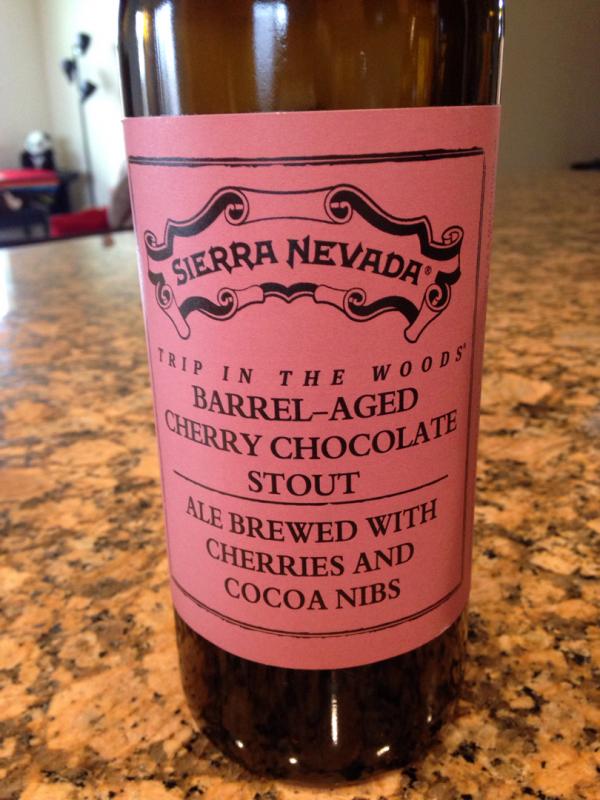 SIERRA NEVADA®
TRIP IN THE WOODS®
BARREL-AGED
CHERRY CHOCOLATE
STOUT
ALE BREWED WITH
CHERRIES AND
COCOA NIBS